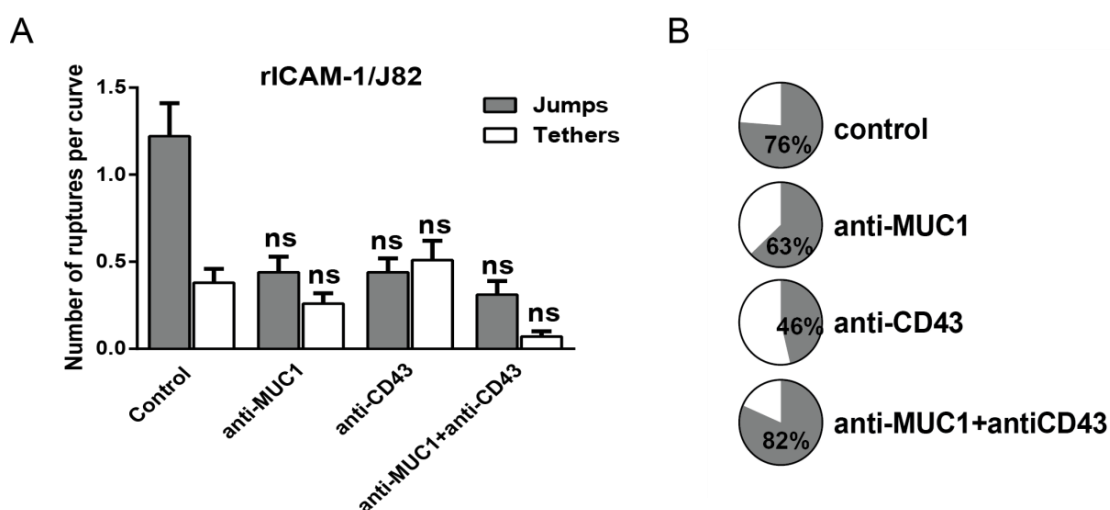 A
rICAM-1/J82
Number of ruptures per curve
1.5
1.0
0.5
0.0
Jumps
Tethers
ns
ns
ns
ns
ns
ns
Control
anti-MUC1
anti-CD43
anti-MUC1+anti-CD43
B
76%
control
63%
anti-MUC1
46%
anti-CD43
82%
anti-MUC1+antiCD43